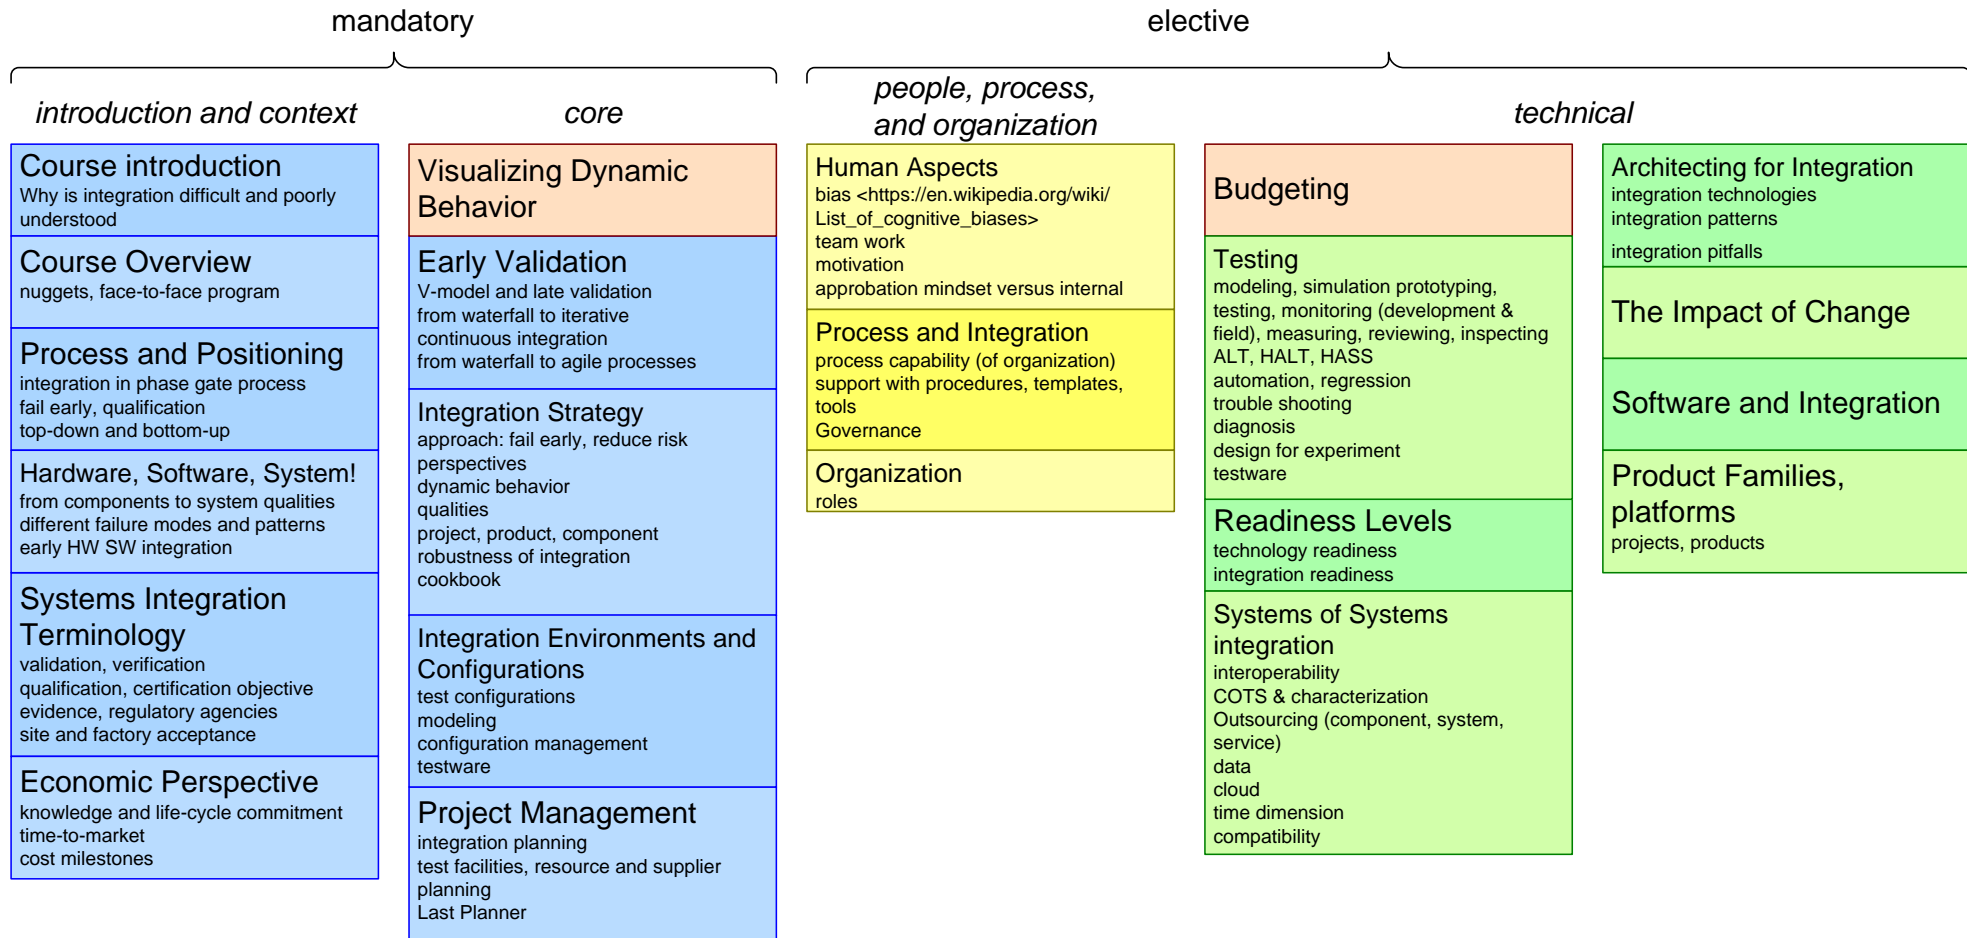 mandatory
elective
introduction and context
core
people, process,
and organization
technical
Course introduction
Why is integration difficult and poorly
understood
Course Overview
nuggets, face-to-face program
Process and Positioning
integration in phase gate process
fail early, qualification
top-down and bottom-up
Hardware, Software, System!
from components to system qualities
different failure modes and patterns
early HW SW integration
Systems Integration
Terminology
validation, verification
qualification, certification objective
evidence, regulatory agencies
site and factory acceptance
Economic Perspective
knowledge and life-cycle commitment
time-to-market
cost milestones
Visualizing Dynamic
Behavior
Early Validation
V-model and late validation
from waterfall to iterative
continuous integration
from waterfall to agile processes
Integration Strategy
approach: fail early, reduce risk
perspectives
dynamic behavior
qualities
project, product, component
robustness of integration
cookbook
Integration Environments and
Configurations
test configurations
modeling
configuration management
testware
Project Management
integration planning
test facilities, resource and supplier
planning
Last Planner
Human Aspects
bias <https://en.wikipedia.org/wiki/
List_of_cognitive_biases>
team work
motivation
approbation mindset versus internal
Process and Integration
process capability (of organization)
support with procedures, templates,
tools
Governance
Organization
roles
Budgeting
Testing
modeling, simulation prototyping,
testing, monitoring (development &
field), measuring, reviewing, inspecting
ALT, HALT, HASS
automation, regression
trouble shooting
diagnosis
design for experiment
testware
Readiness Levels
technology readiness
integration readiness
Systems of Systems
integration
interoperability
COTS & characterization
Outsourcing (component, system,
service)
data
cloud
time dimension
compatibility
Architecting for Integration
integration technologies
integration patterns
integration pitfalls
The Impact of Change
Software and Integration
Product Families,
platforms
projects, products